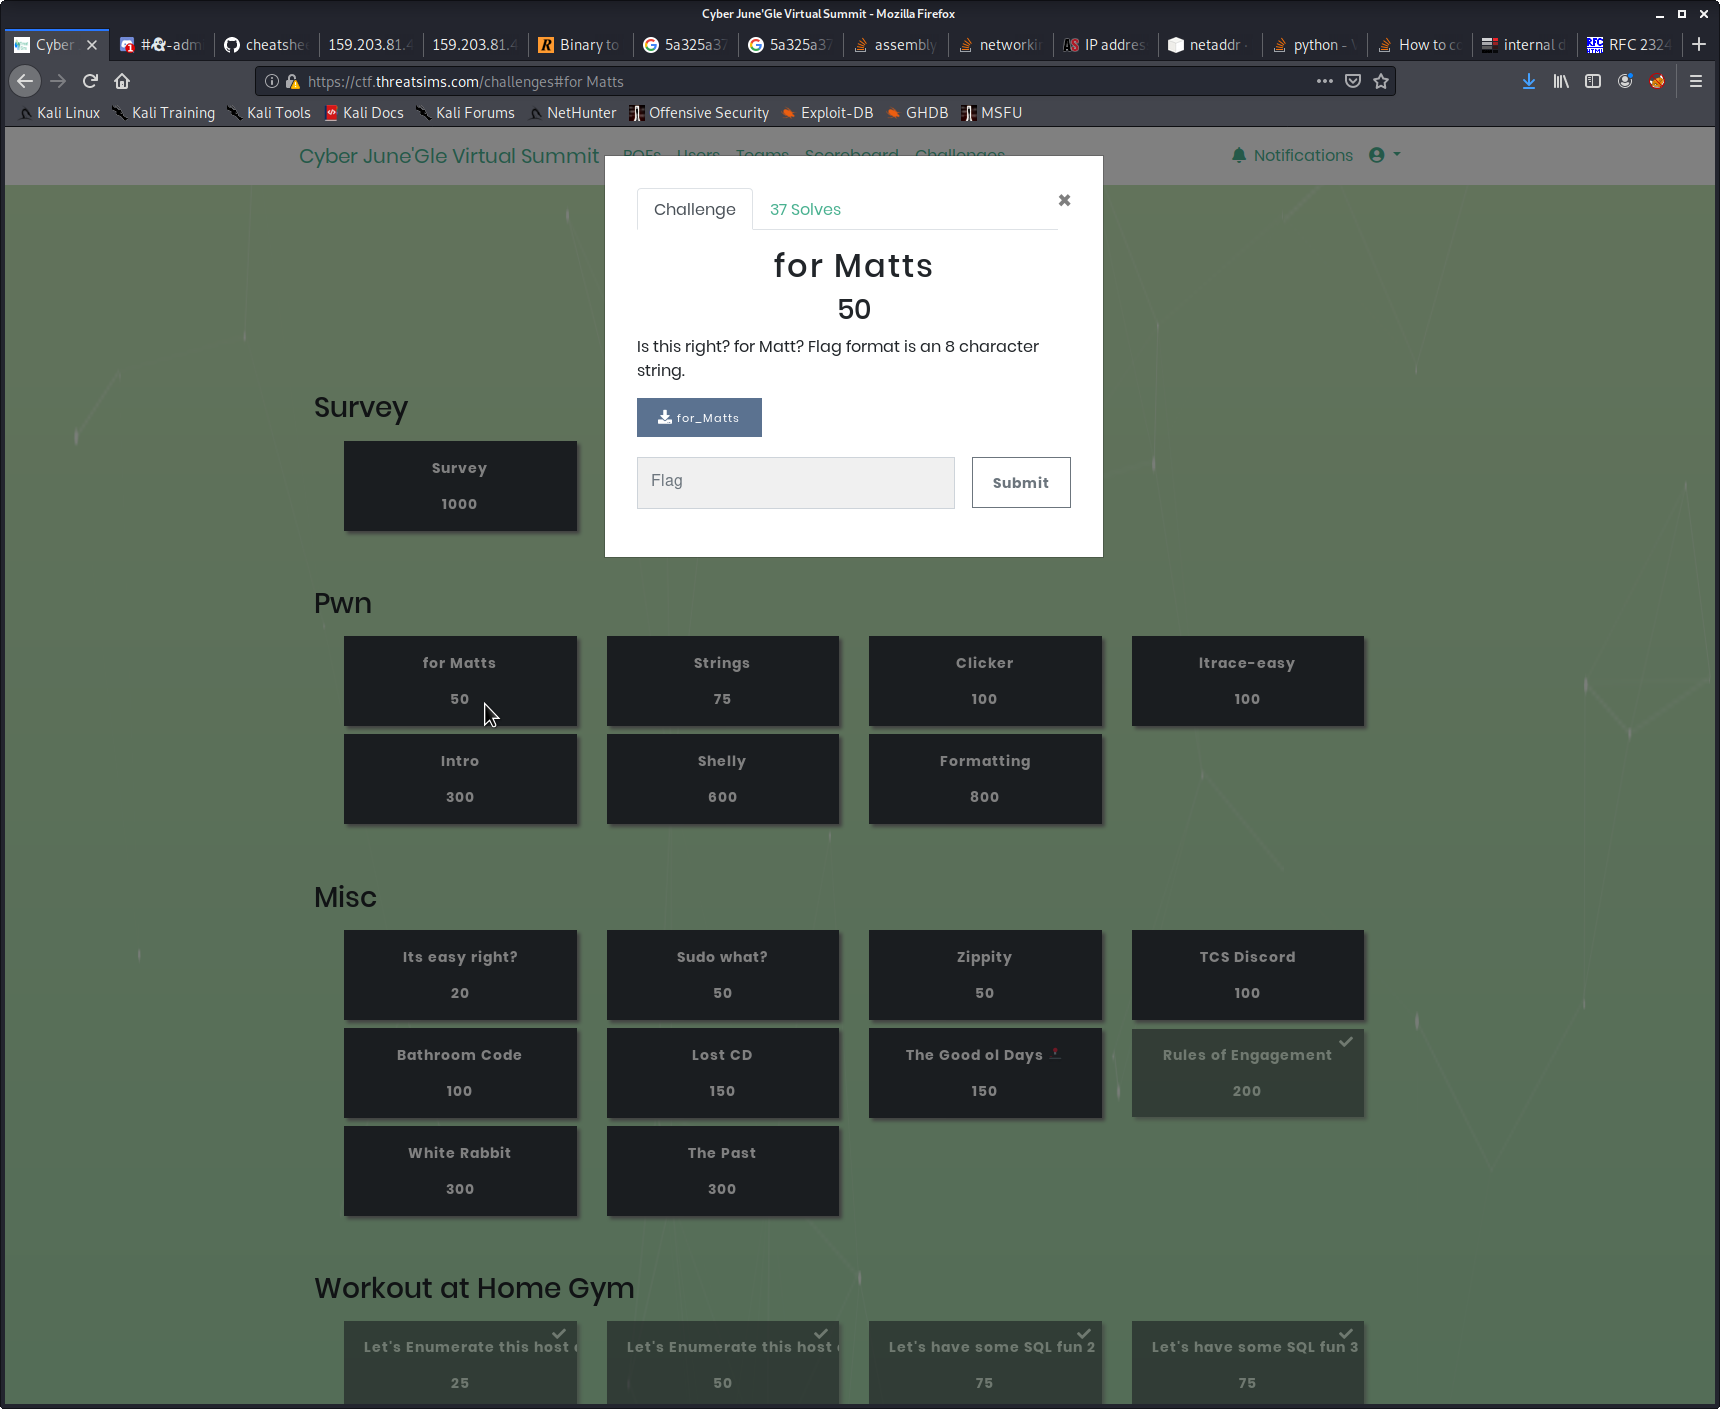 Cyber June'Gle Virtual Summit - Mozilla Firefox
Cyber
-adm
cheatshe
159.203.81.4
159.203.81.4
Binary to
5a325a37
5a325a37
assembly
networki
IP addres
netaddr
python -
How to c
internal d
RFC 2324
https://ctf.threatsims.com/challenges#for Matts
Kali Linux
Kali Training
Kali Tools
Kali Docs
Kali Forums
NetHunter
Offensive Security
Exploit-DB
GHDB
MSFU
Cyber June'Gle Virtual Summit
Users Teams Scoreboard Challenges
Notifications
Challenge
37 Solves
for Matts
50
Is this right? for Matt? Flag format is an 8 character
string.
for_Matts
Flag
Submit
Survey
Survey
1000
Pwn
for Matts
50
Strings
75
Clicker
100
ltrace-easy
100
Intro
300
Shelly
600
Formatting
800
Misc
Its easy right?
20
Sudo what?
50
Zippity
50
TCS Discord
100
Bathroom Code
100
Lost CD
150
The Good ol Days
150
Rules of Engagement
200
White Rabbit
300
The Past
300
Workout at Home Gym
Let's Enumerate this host
25
Let's Enumerate this host
50
Let's have some SQL fun 2
75
Let's have some SQL fun 3
75